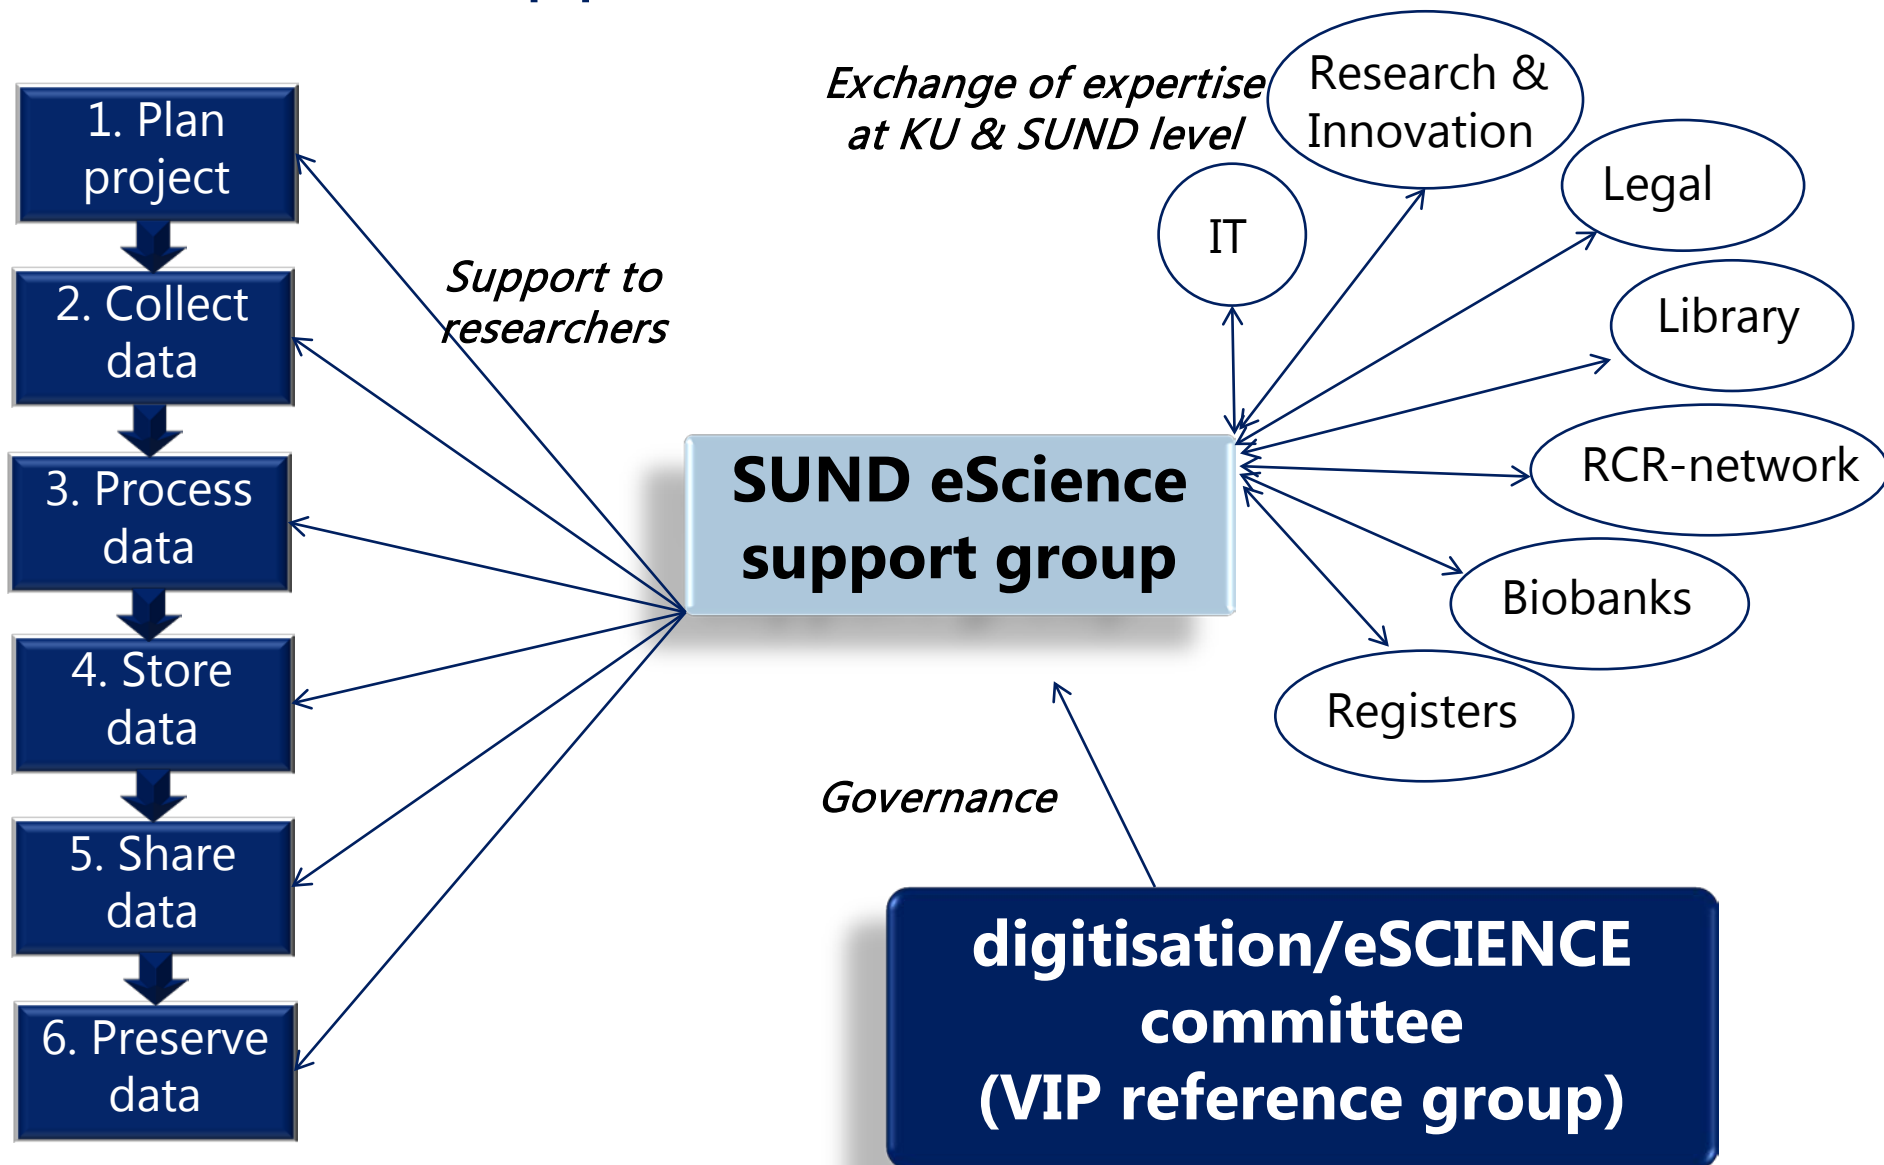 1. Plan
project
2. Collect
data
3. Process
data
4. Store
data
5. Share
data
6. Preserve
data
Support to
researchers
Exchange of expertise
at KU & SUND level
IT
Research &
Innovation
Legal
Library
RCR-network
Biobanks
Registers
SUND eScience
support group
Governance
digitisation/eSCIENCE
committee
(VIP reference group)